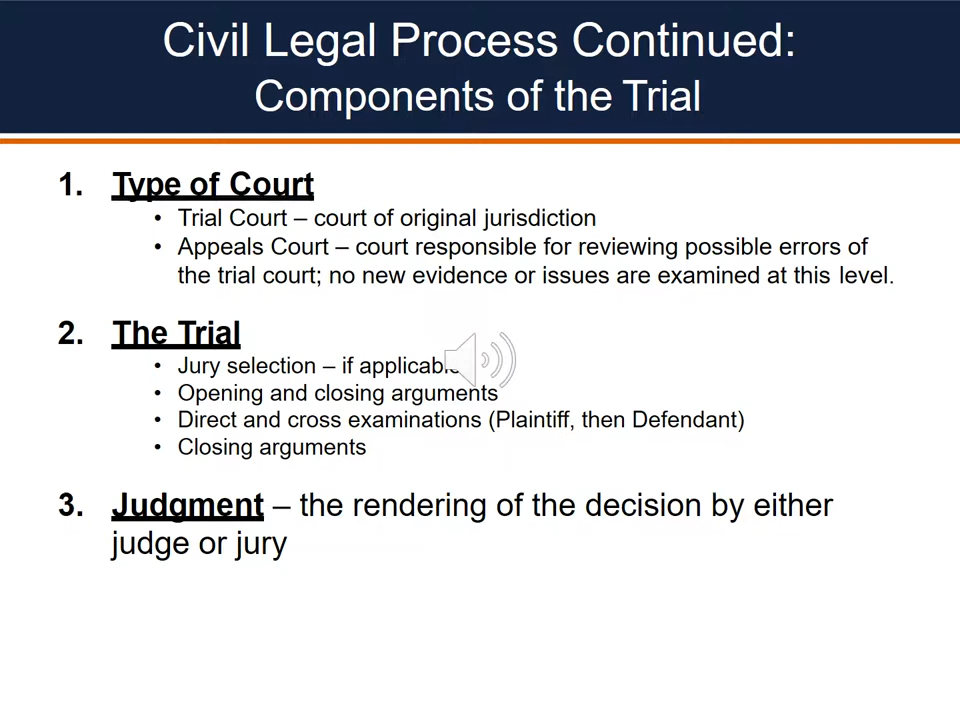 Civil Legal Process Continued:
Components of the Trial
1. Type of Court
• Trial Court – court of original jurisdiction
• Appeals Court – court responsible for reviewing possible errors of
the trial court; no new evidence or issues are examined at this level.
2. The Trial
• Jury selection – if applicable
• Opening and closing arguments
• Direct and cross examinations (Plaintiff, then Defendant)
• Closing arguments
3. Judgment – the rendering of the decision by either
judge or jury